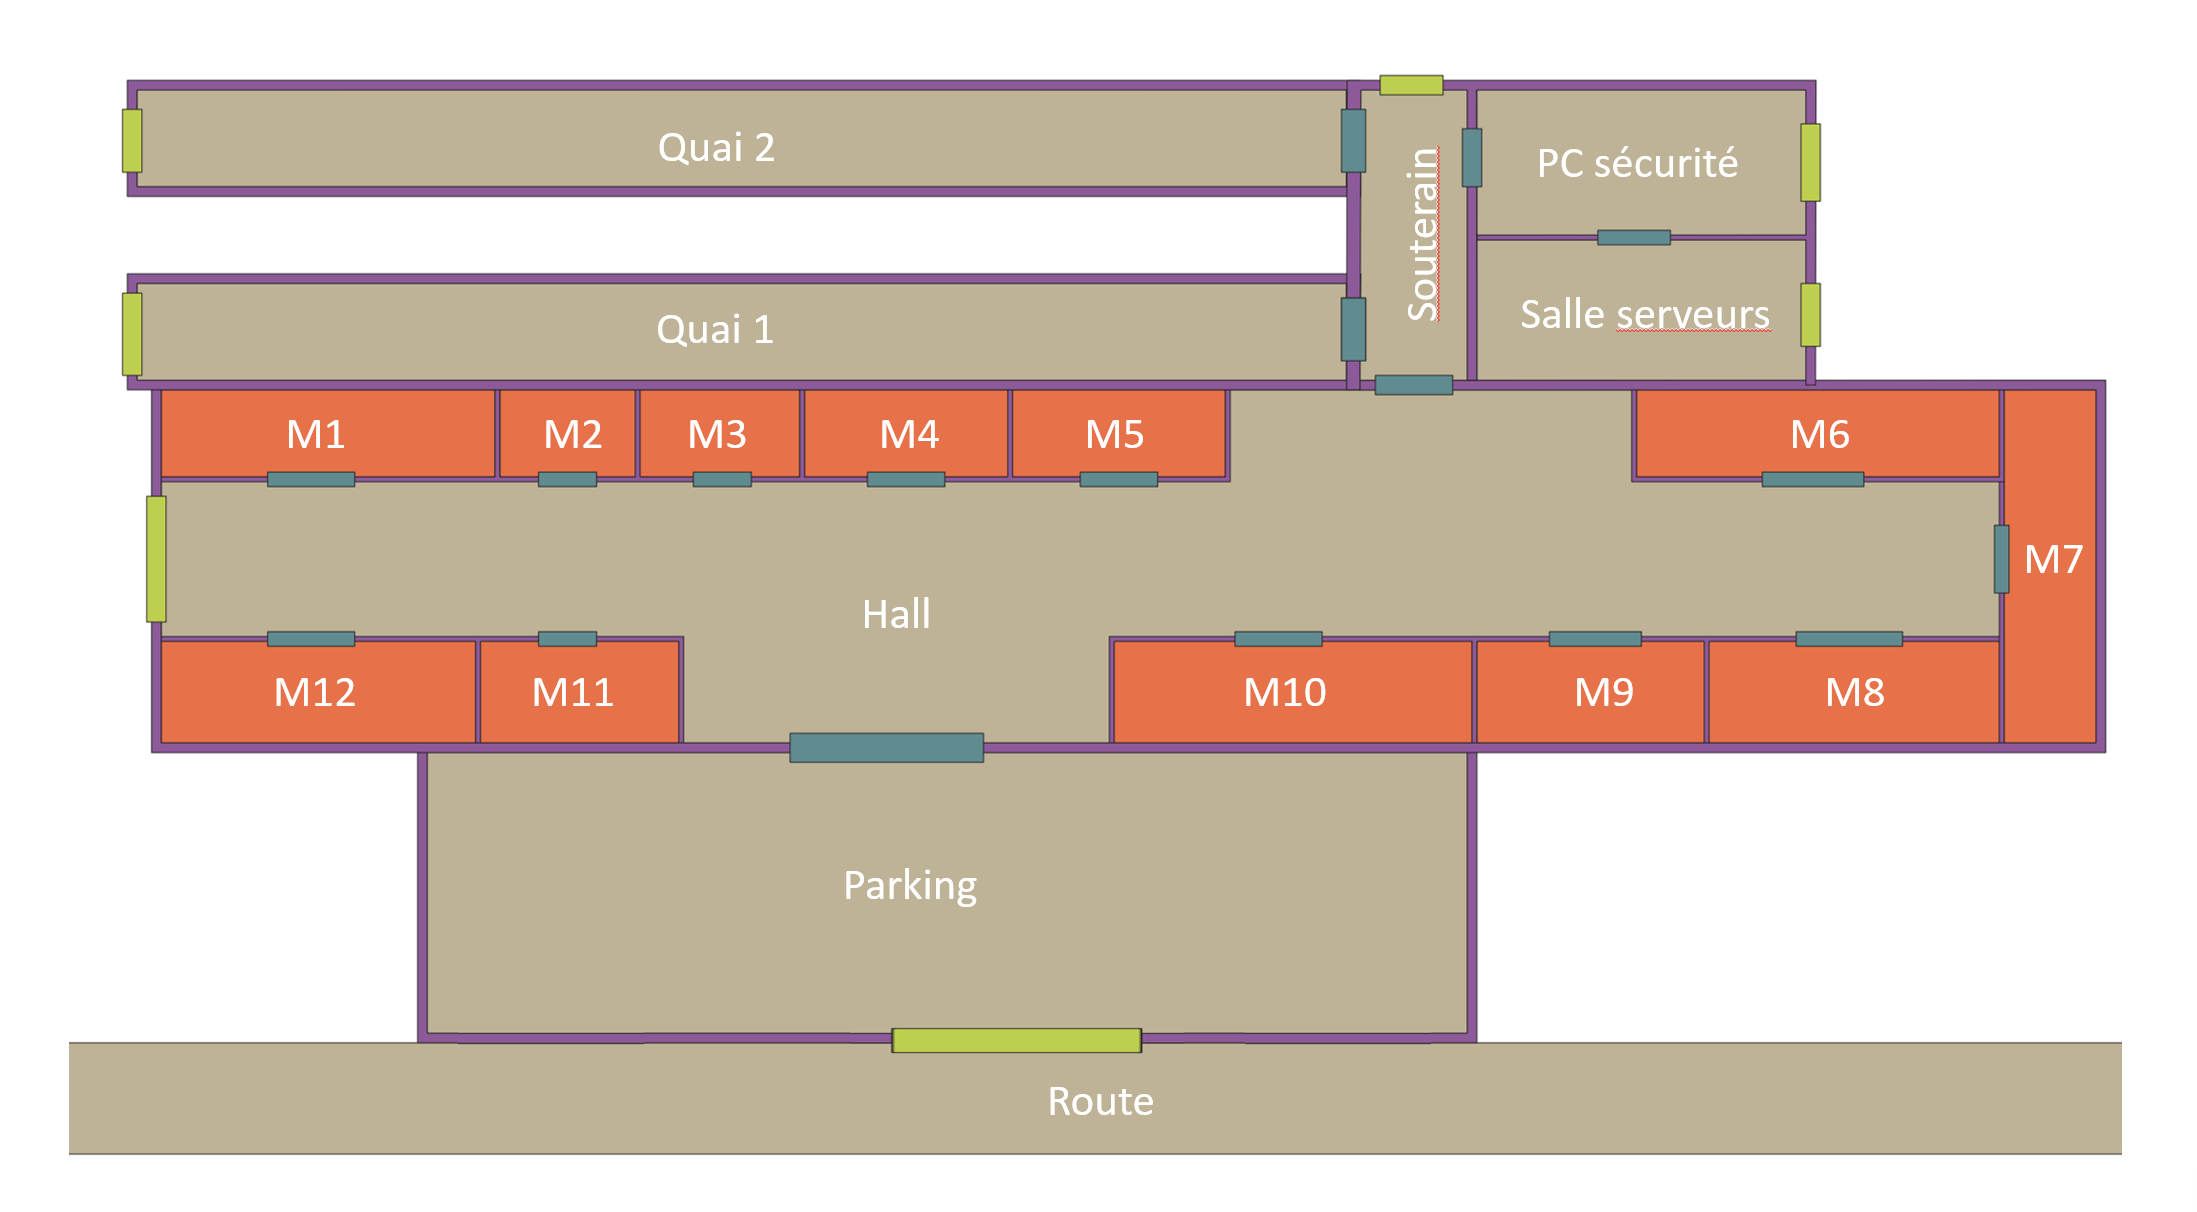 Quai 2
Souterain
PC sécurité
Quai 1
Salle serveurs
M1
M2
M3
M4
M5
M6
M7
Hall
M12
M11
M10
M9
M8
Parking
Route